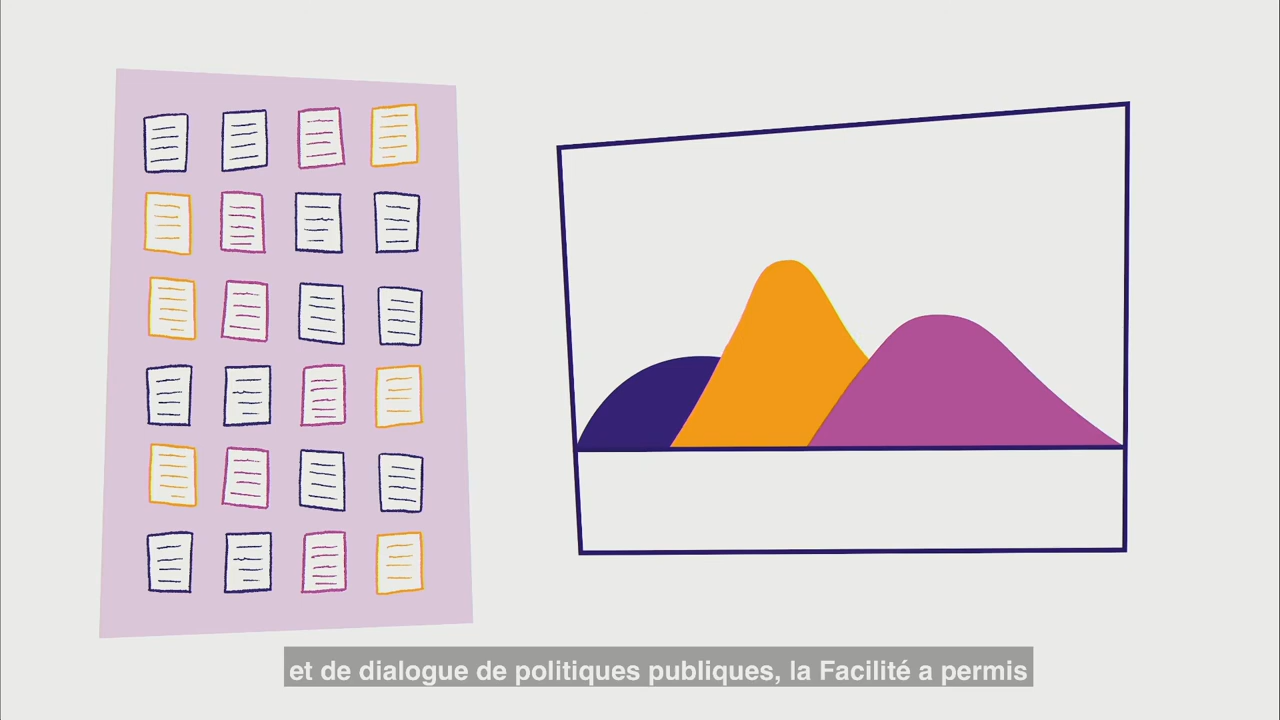 et de dialogue de politiques publiques, la Facilité a permis